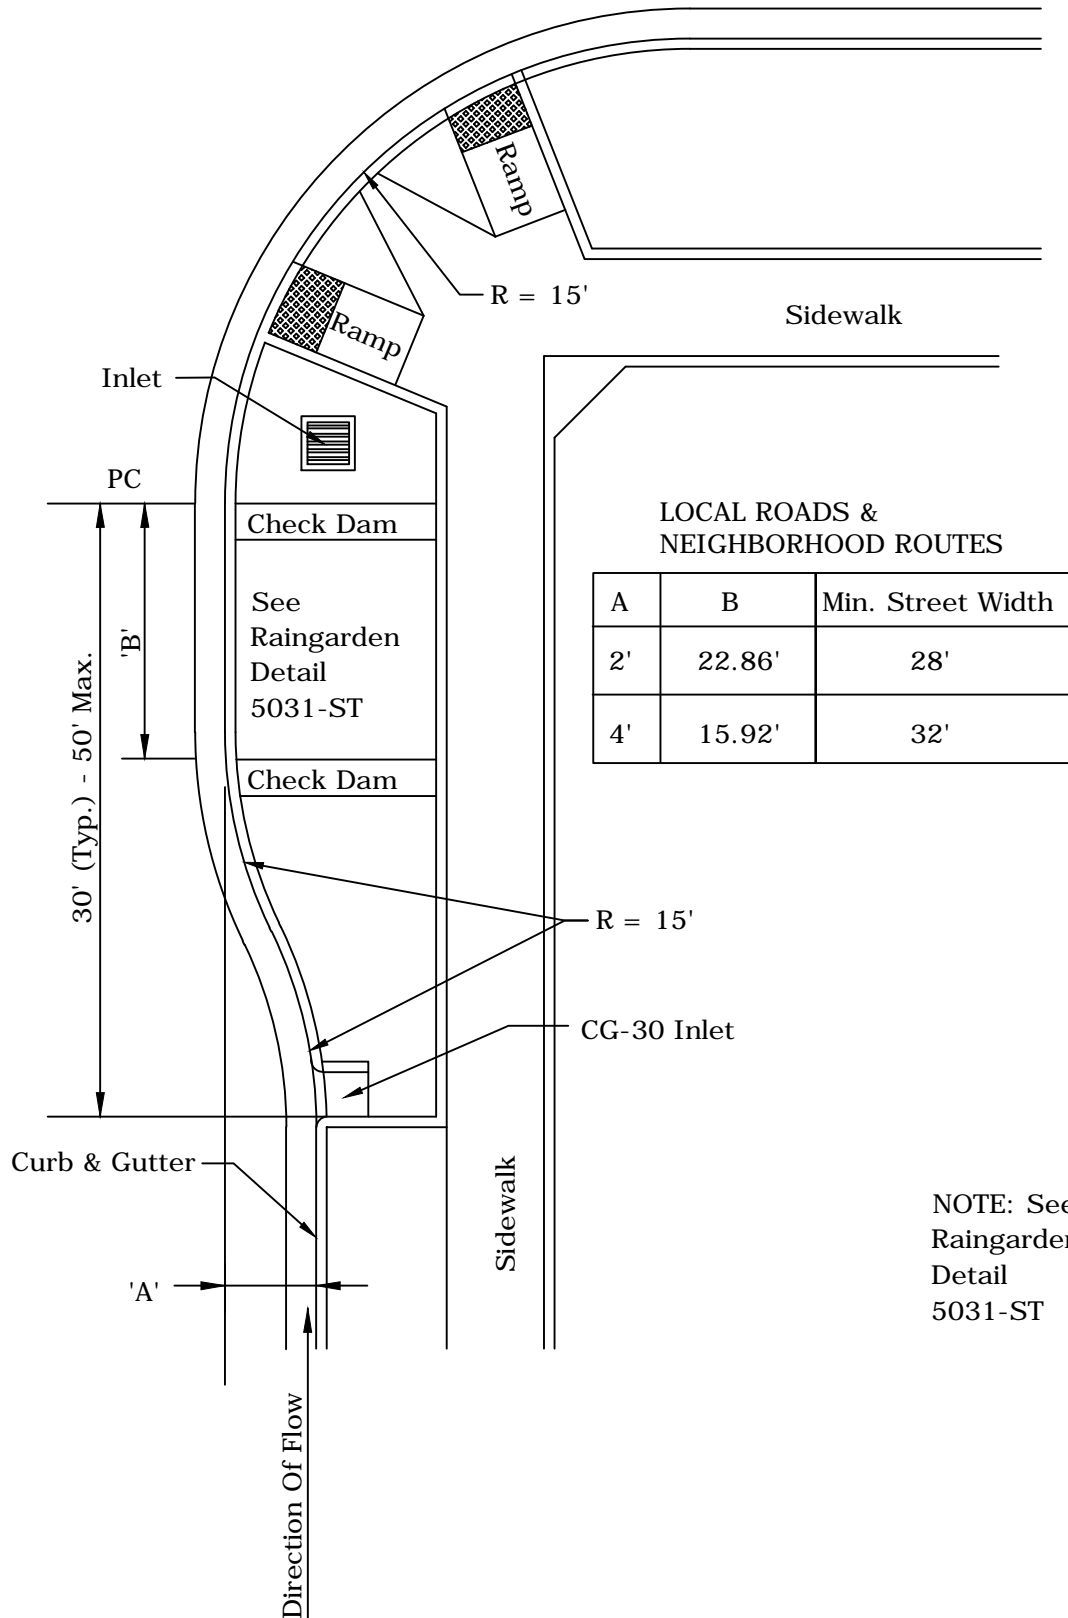 Ramp
R = 15'
Sidewalk
Ramp
Inlet
PC
Check Dam
LOCAL ROADS &
NEIGHBORHOOD ROUTES
A B Min. Street Width
2' 22.86' 28'
4' 15.92' 32'
See
Raingarden
Detail
5031-ST
'B'
30' (Typ.) - 50' Max.
Check Dam
R = 15'
CG-30 Inlet
Curb & Gutter
Sidewalk
NOTE: See
Raingarden
Detail
5031-ST
'A'
Direction Of Flow